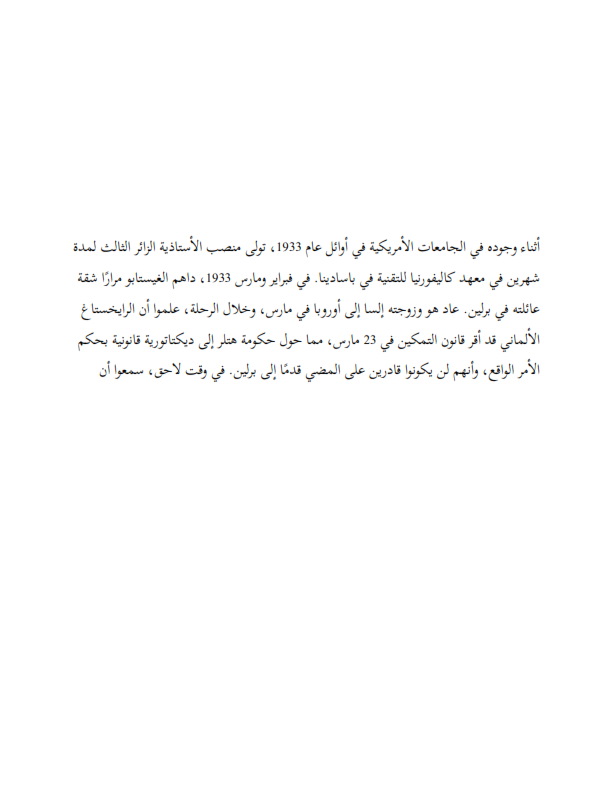 أثناء وجوده في الجامعات الأمريكية في أوائل عام 1933، تولى منصب الأستاذية الزائر الثالث لمدة
شهرين في معهد كاليفورنيا للتقنية في باسادينا. في فبراير ومارس 1933، داهم الغيستابو مرارًا شقة
عائلته في برلين. عاد هو وزوجته إلسا إلى أوروبا في مارس، وخلال الرحلة، علموا أن الرايخستاغ
الألماني قد أقر قانون التمكين في 23 مارس، مما حول حكومة هتلر إلى ديكتاتورية قانونية بحكم
الأمر الواقع، وأنهم لن يكونوا قادرين على المضي قدمًا إلى برلين. في وقت لاحق، سمعوا أن